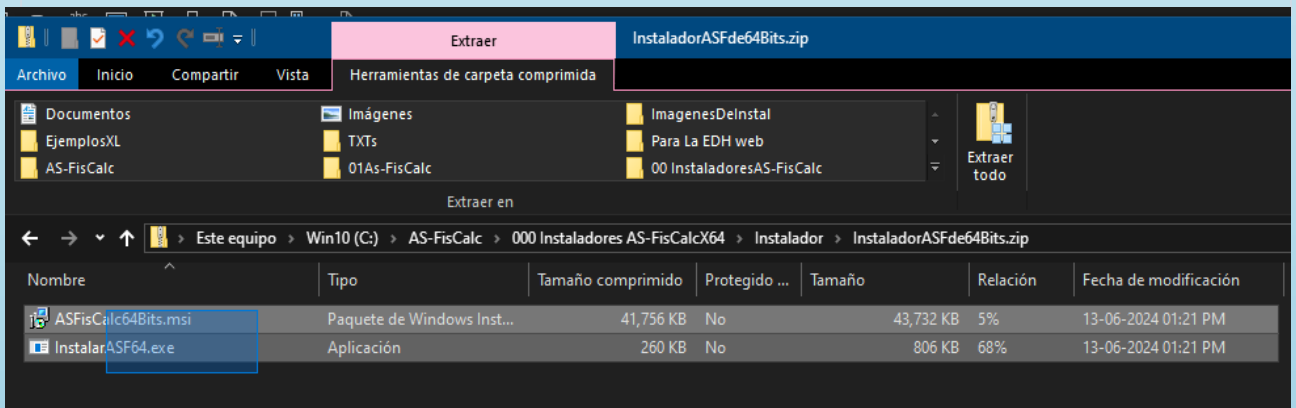 Extraer
InstaladorASFde64Bits.zip
Archivo Inicio Compartir Vista Herramientas de carpeta comprimida
Documentos Imágenes ImagenesDeInstal
EjemplosXL TXTs Para La EDH web
AS-FisCalc 01As-FisCalc 00 InstaladoresAS-FisCalc
Extraer
todo
Extraer en
Este equipo > Win10 (C:) > AS-FisCalc > 000 Instaladores AS-FisCalcX64 > Instalador > InstaladorASFde64Bits.zip
Nombre Tipo Tamaño comprimido Protegido ... Tamaño Relación Fecha de modificación
ASFisCalc64Bits.msi Paquete de Windows Inst... 41,756 KB No 43,732 KB 5% 13-06-2024 01:21 PM
InstalarASF64.exe Aplicación 260 KB No 806 KB 68% 13-06-2024 01:21 PM